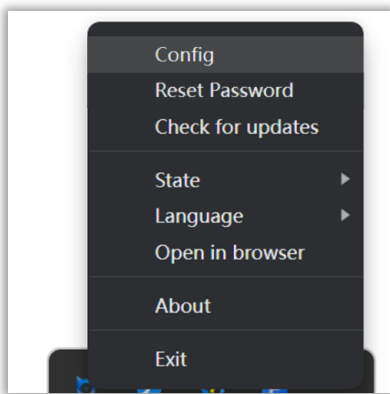 Config
Reset Password
Check for updates
State
Language
Open in browser
About
Exit